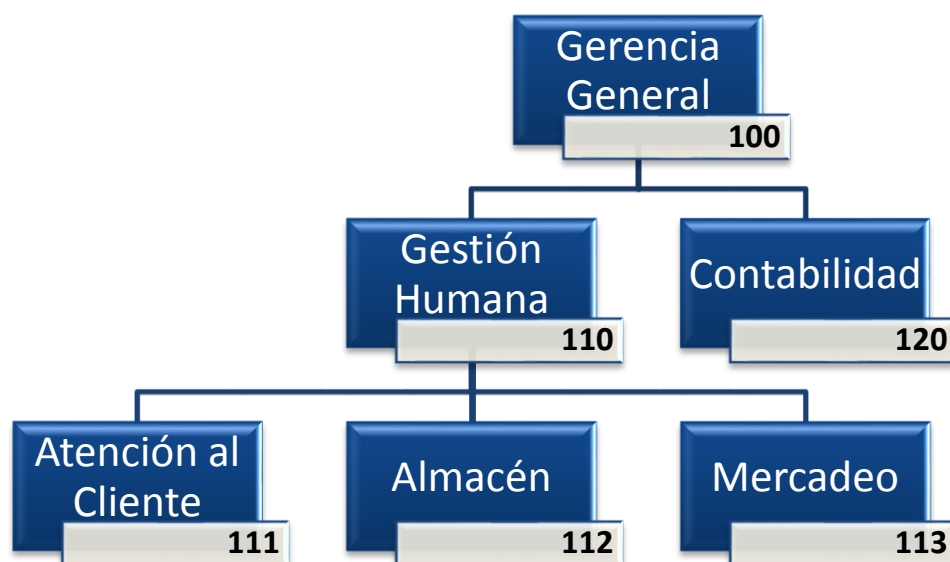 Gerencia
General
100
Gestión
Humana
110
Contabilidad
120
Atención al
Cliente
111
Almacén
112
Mercadeo
113